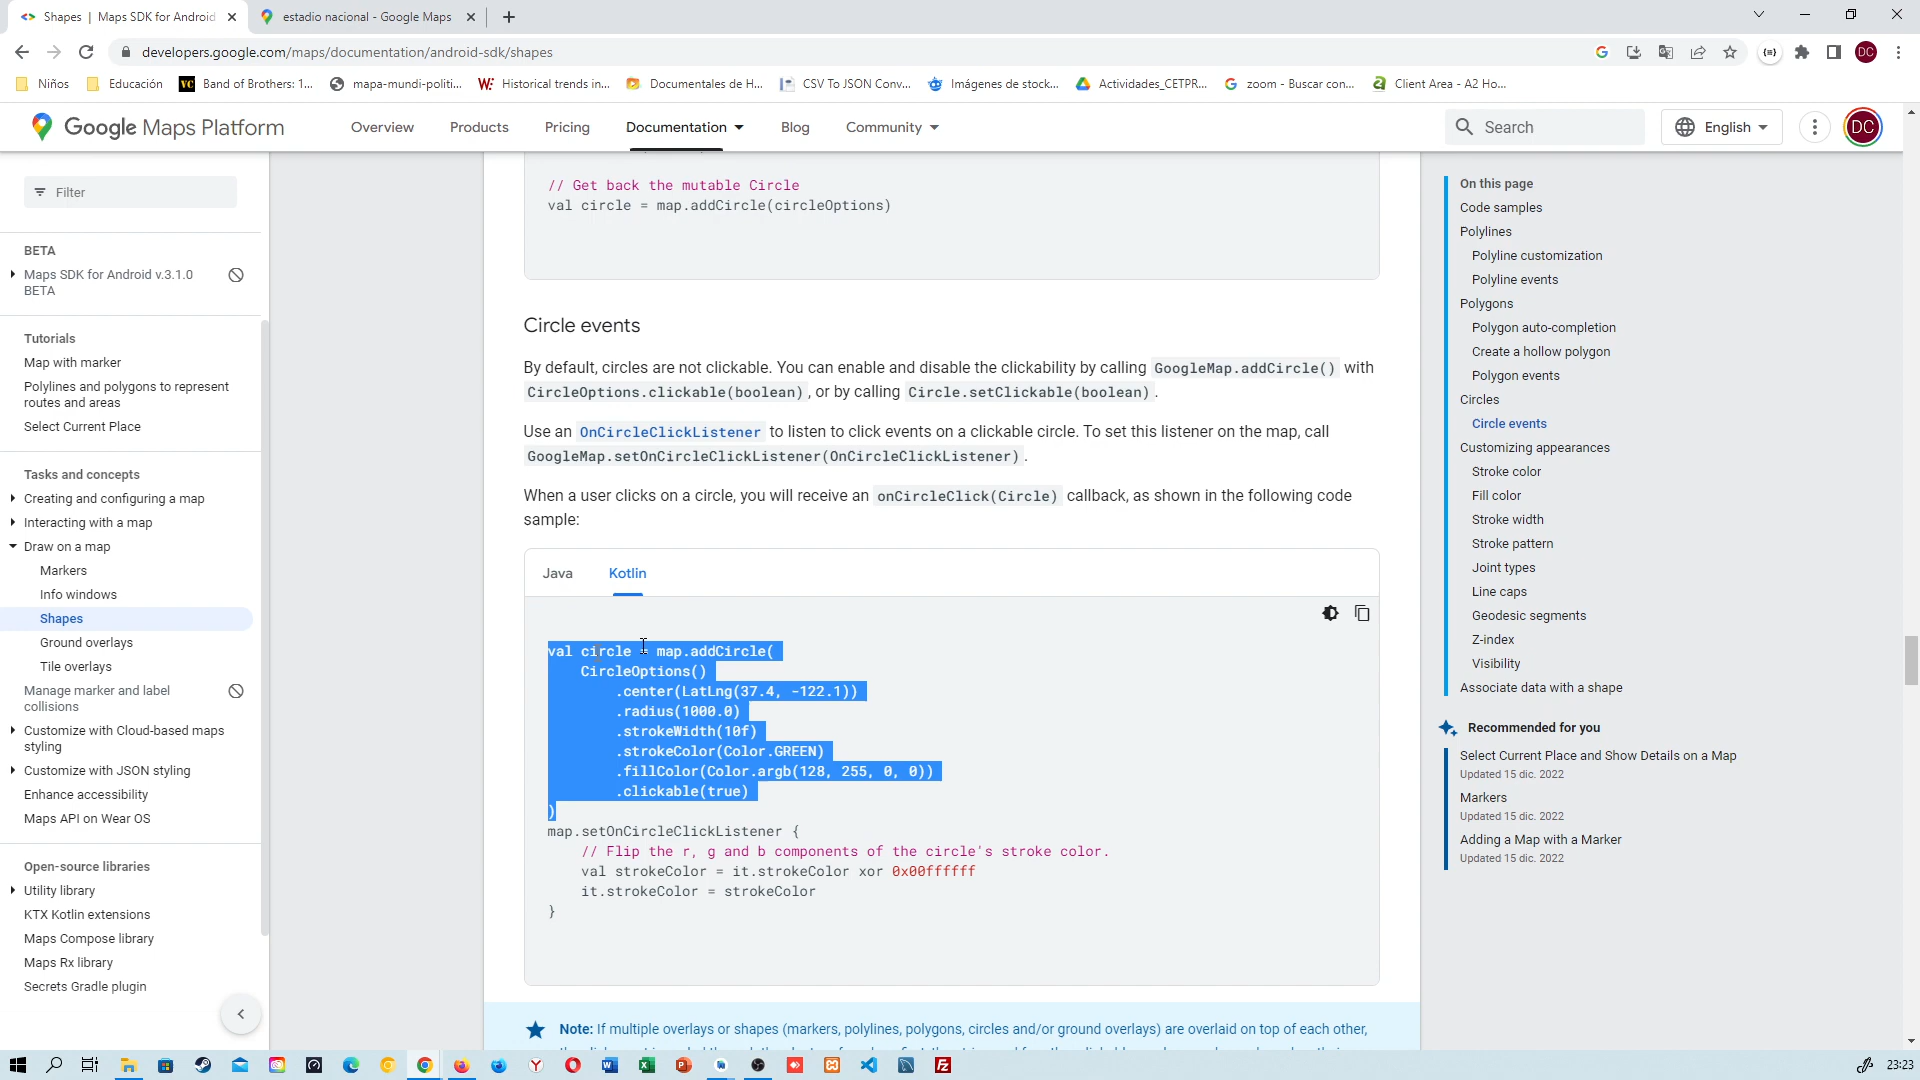 Shapes | Maps SDK for Android
estadio nacional - Google Maps
developers.google.com/maps/documentation/android-sdk/shapes
DC
Niños
Educación
VC
Band of Brothers: 1...
mapa-mundi-politi...
Historical trends in...
Documentales de H...
CSV To JSON Conv...
Imágenes de stock...
Actividades_CETPR...
zoom - Buscar con...
Client Area - A2 Ho...
Google Maps Platform
Overview
Products
Pricing
Documentation
Blog
Community
Search
English
DC
Filter
BETA
Maps SDK for Android v.3.1.0
BETA
Tutorials
Map with marker
Polylines and polygons to represent
routes and areas
Select Current Place
Tasks and concepts
Creating and configuring a map
Interacting with a map
Draw on a map
Markers
Info windows
Shapes
Ground overlays
Tile overlays
Manage marker and label
collisions
Customize with Cloud-based maps
styling
Customize with JSON styling
Enhance accessibility
Maps API on Wear OS
Open-source libraries
Utility library
KTX Kotlin extensions
Maps Compose library
Maps Rx library
Secrets Gradle plugin
// Get back the mutable Circle
val circle = map.addCircle(circleOptions)
Circle events
By default, circles are not clickable. You can enable and disable the clickability by calling GoogleMap.addCircle() with
CircleOptions.clickable(boolean) , or by calling Circle.setClickable(boolean) .
Use an OnCircleClickListener to listen to click events on a clickable circle. To set this listener on the map, call
GoogleMap.setOnCircleClickListener(OnCircleClickListener) .
When a user clicks on a circle, you will receive an onCircleClick(Circle) callback, as shown in the following code
sample:
Java
Kotlin
val circle = map.addCircle(
CircleOptions()
.center(LatLng(37.4, -122.1))
.radius(1000.0)
.strokeWidth(10f)
.strokeColor(Color.GREEN)
.fillColor(Color.argb(128, 255, 0, 0))
.clickable(true)
)
map.setOnCircleClickListener {
// Flip the r, g and b components of the circle's stroke color.
val strokeColor = it.strokeColor xor 0x00ffffff
it.strokeColor = strokeColor
}
Note: If multiple overlays or shapes (markers, polylines, polygons, circles and/or ground overlays) are overlaid on top of each other,
On this page
Code samples
Polylines
Polyline customization
Polyline events
Polygons
Polygon auto-completion
Create a hollow polygon
Polygon events
Circles
Circle events
Customizing appearances
Stroke color
Fill color
Stroke width
Stroke pattern
Joint types
Line caps
Geodesic segments
Z-index
Visibility
Associate data with a shape
Recommended for you
Select Current Place and Show Details on a Map
Updated 15 dic. 2022
Markers
Updated 15 dic. 2022
Adding a Map with a Marker
Updated 15 dic. 2022
23:23